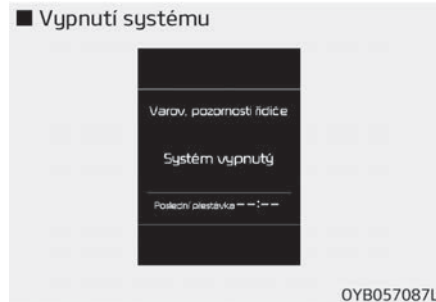 ■ Vypnutí systému
Varov. pozornosti řidiče
Systém vypnutý
Poslední přestávka --:--
OYB057087L